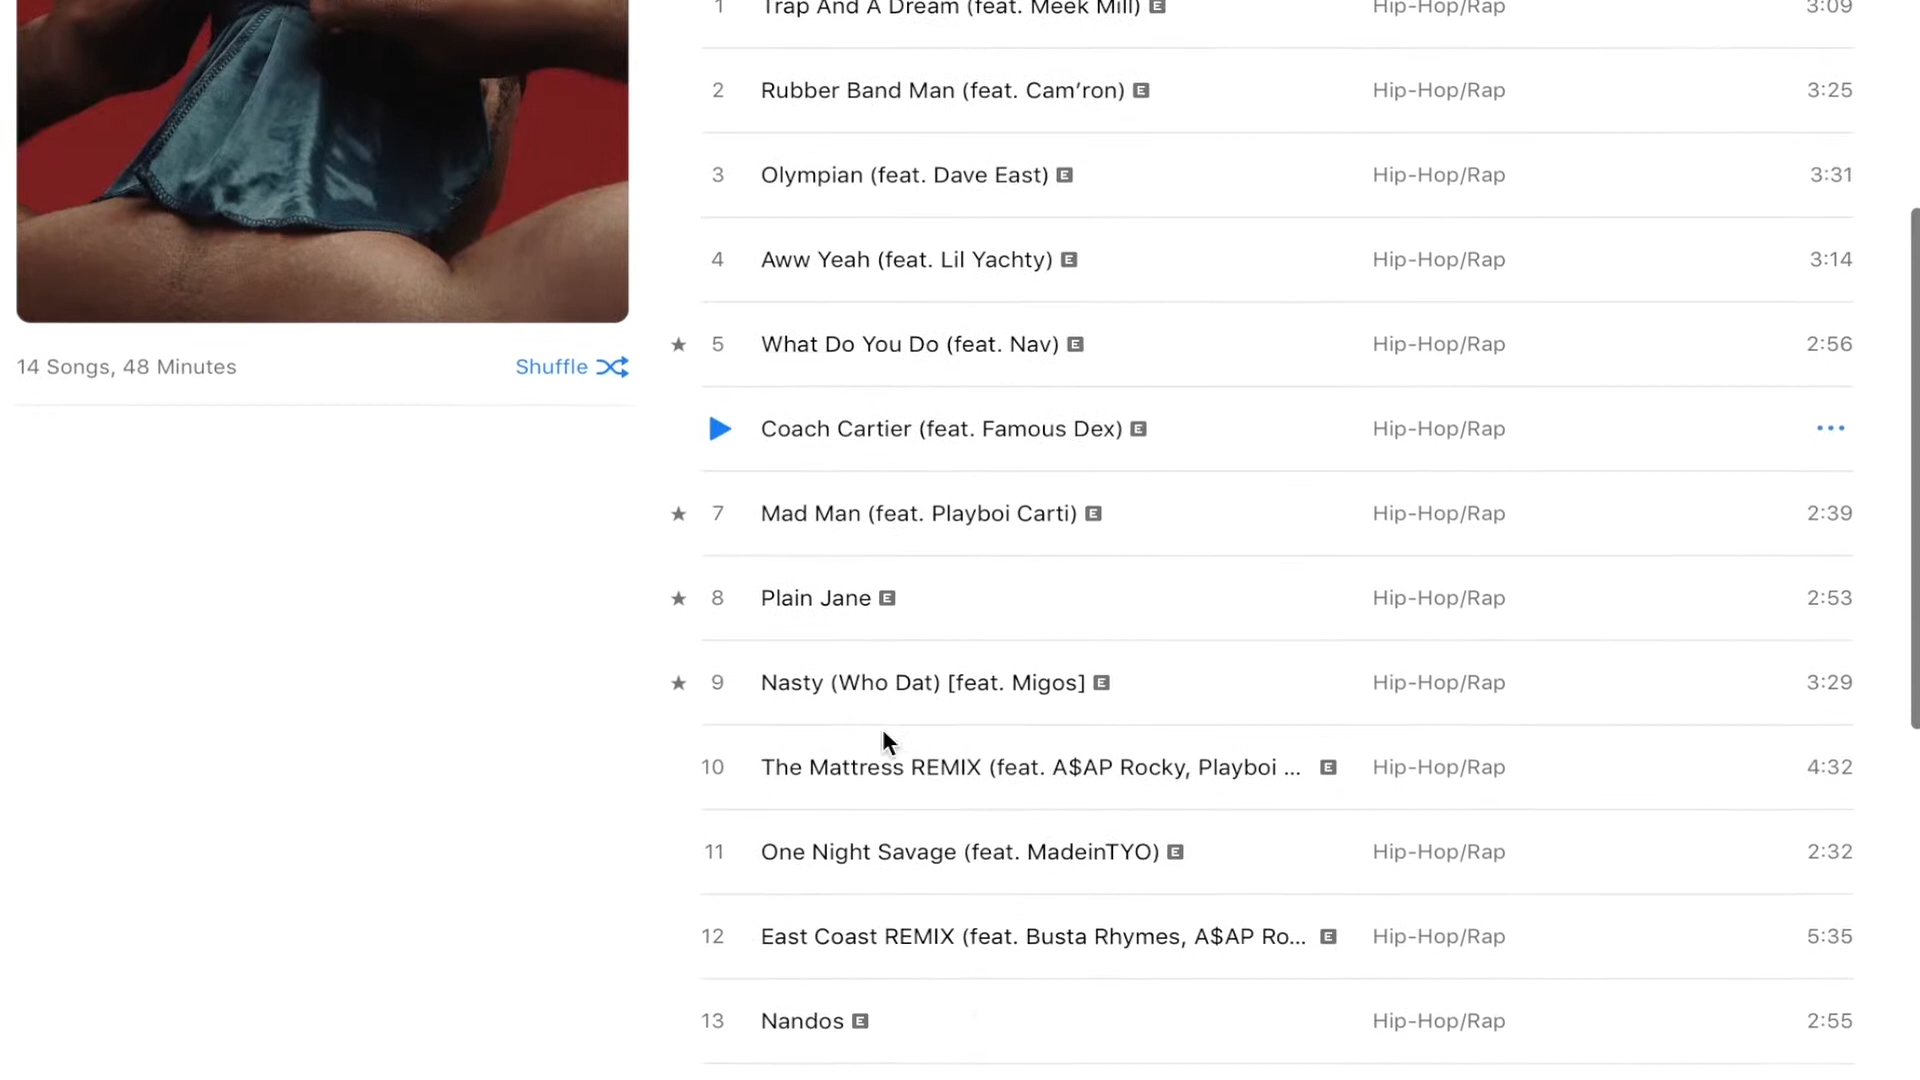 1 Trap And A Dream (feat. Meek Mill) E Hip-Hop/Rap 3:09
2 Rubber Band Man (feat. Cam’ron) E Hip-Hop/Rap 3:25
3 Olympian (feat. Dave East) E Hip-Hop/Rap 3:31
4 Aww Yeah (feat. Lil Yachty) E Hip-Hop/Rap 3:14
★ 5 What Do You Do (feat. Nav) E Hip-Hop/Rap 2:56
14 Songs, 48 Minutes Shuffle
Coach Cartier (feat. Famous Dex) E Hip-Hop/Rap •••
★ 7 Mad Man (feat. Playboi Carti) E Hip-Hop/Rap 2:39
★ 8 Plain Jane E Hip-Hop/Rap 2:53
★ 9 Nasty (Who Dat) [feat. Migos] E Hip-Hop/Rap 3:29
10 The Mattress REMIX (feat. A$AP Rocky, Playboi ... E Hip-Hop/Rap 4:32
11 One Night Savage (feat. MadeinTYO) E Hip-Hop/Rap 2:32
12 East Coast REMIX (feat. Busta Rhymes, A$AP Ro... E Hip-Hop/Rap 5:35
13 Nandos E Hip-Hop/Rap 2:55